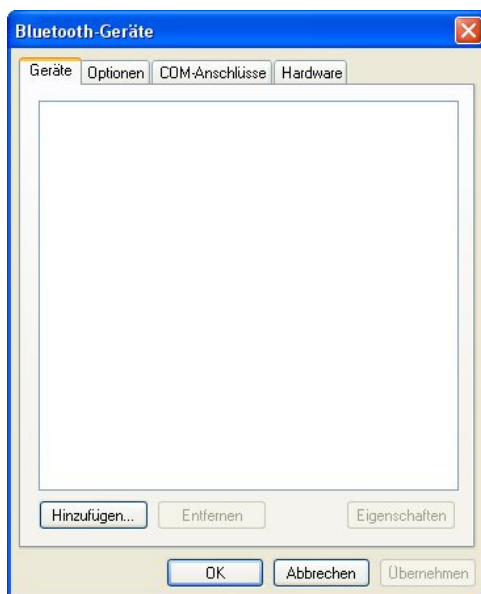 Bluetooth-Geräte
Geräte Optionen COM-Anschlüsse Hardware
Hinzufügen... Entfernen Eigenschaften
OK Abbrechen Übernehmen